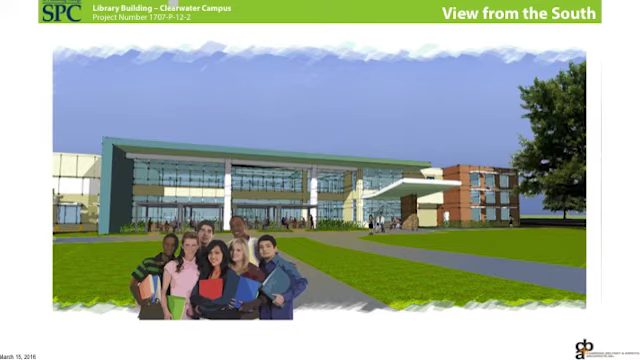 SPC
Library Building – Clearwater Campus
Project Number 1707-P-12-2
View from the South
March 15, 2016